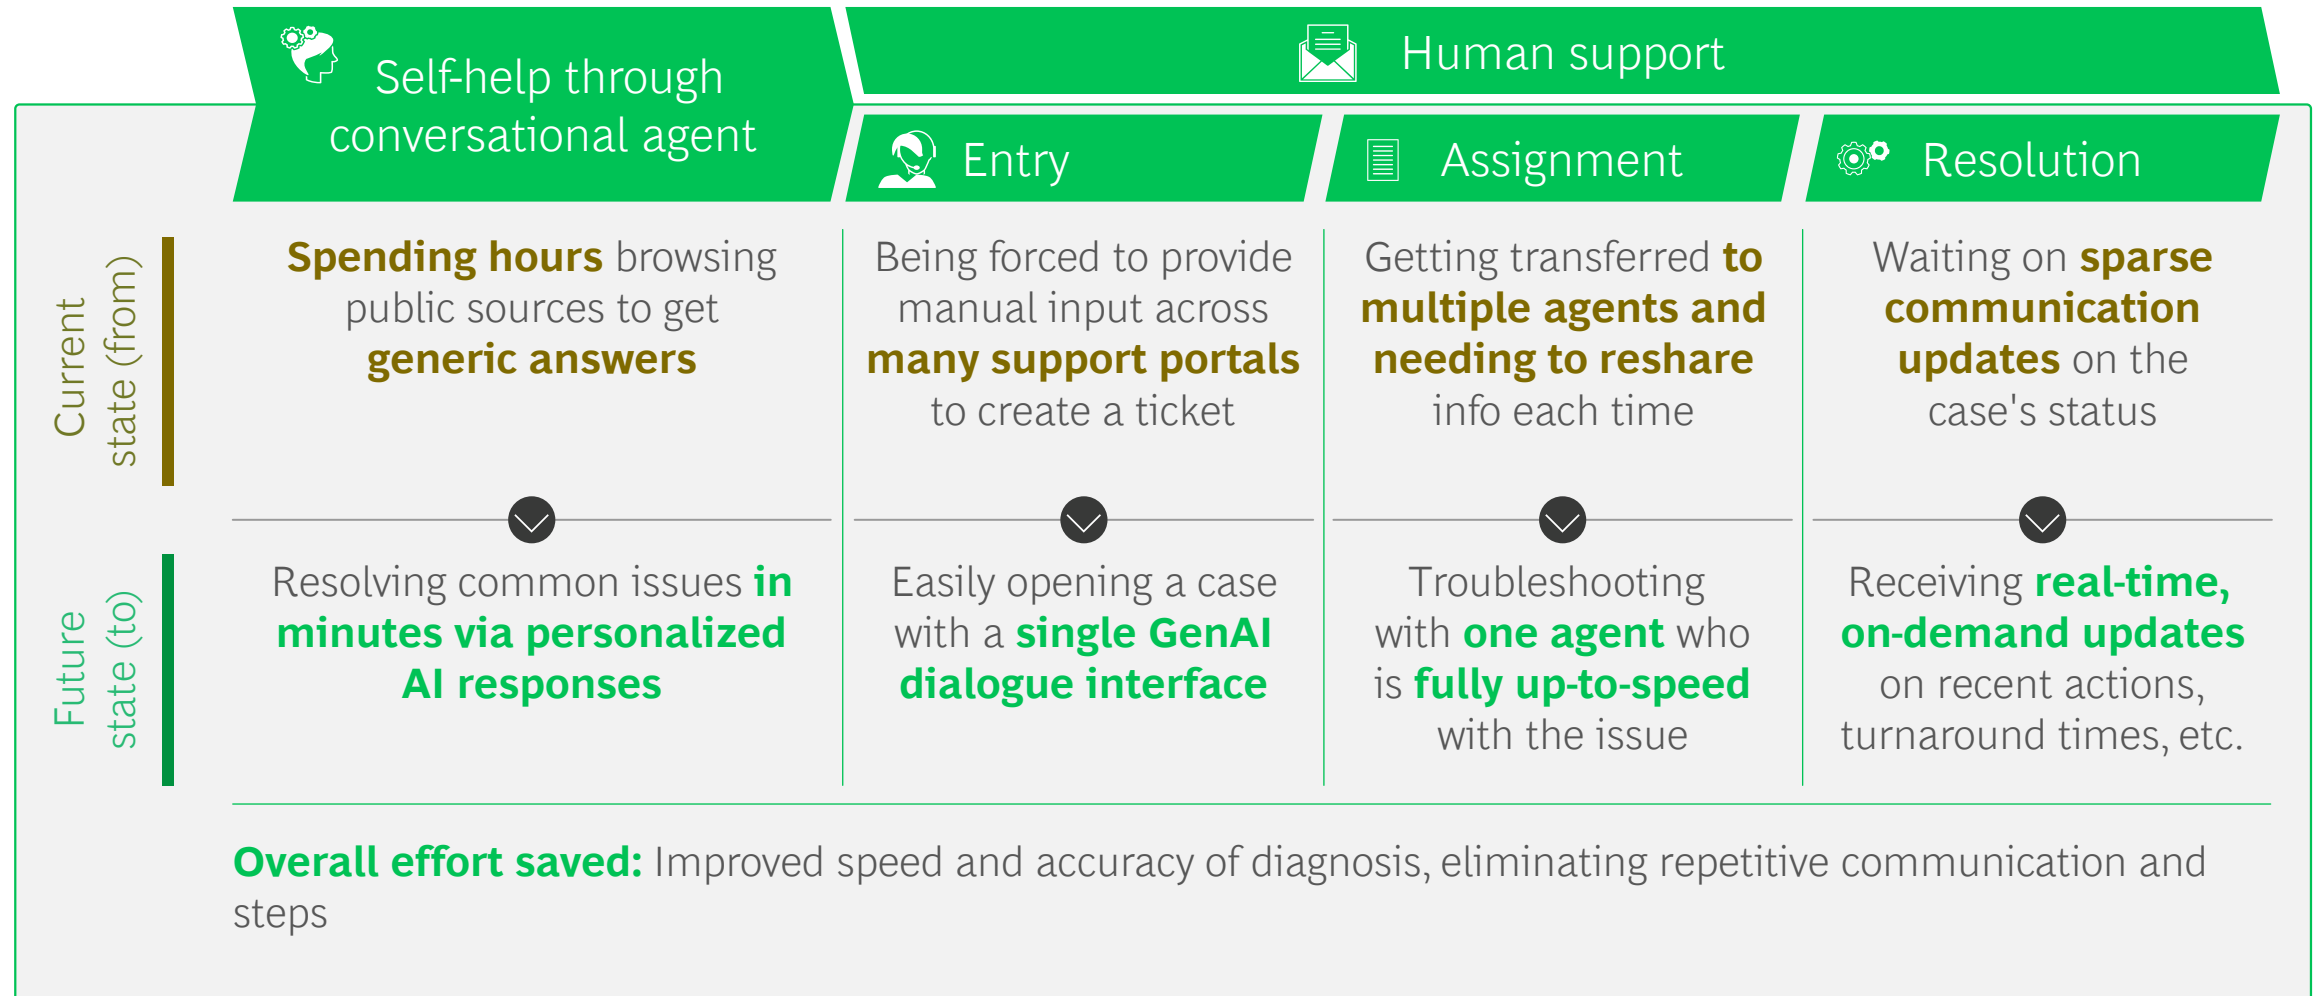 Self-help through
conversational agent
Human support
Entry
Assignment
Resolution
Current
state (from)
Spending hours browsing
public sources to get
generic answers
Being forced to provide
manual input across
many support portals
to create a ticket
Getting transferred to
multiple agents and
needing to reshare
info each time
Waiting on sparse
communication
updates on the
case's status
Future
state (to)
Resolving common issues in
minutes via personalized
AI responses
Easily opening a case
with a single GenAI
dialogue interface
Troubleshooting
with one agent who
is fully up-to-speed
with the issue
Receiving real-time,
on-demand updates
on recent actions,
turnaround times, etc.
Overall effort saved: Improved speed and accuracy of diagnosis, eliminating repetitive communication and
steps